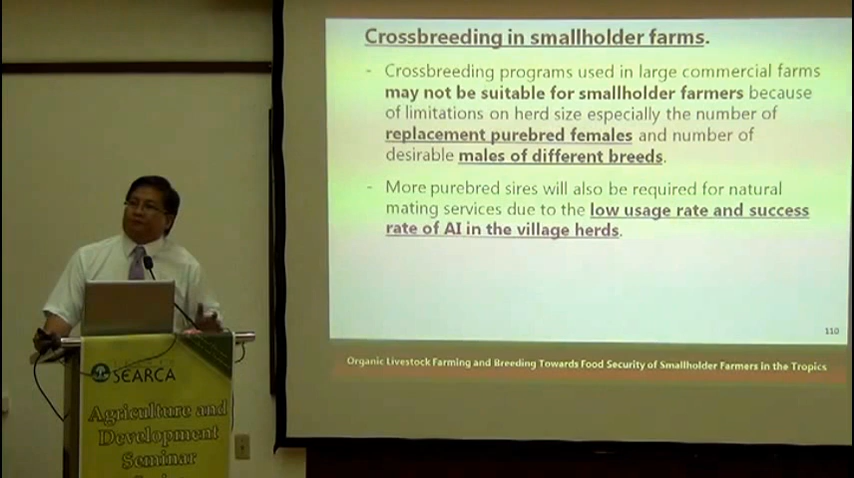 Crossbreeding in smallholder farms.
- Crossbreeding programs used in large commercial farms
may not be suitable for smallholder farmers because
of limitations on herd size especially the number of
replacement purebred females and number of
desirable males of different breeds.
- More purebred sires will also be required for natural
mating services due to the low usage rate and success
rate of AI in the village herds.
110
Organic Livestock Farming and Breeding Towards Food Security of Smallholder Farmers in the Tropics
SEARCA
Agriculture and
Development
Seminar